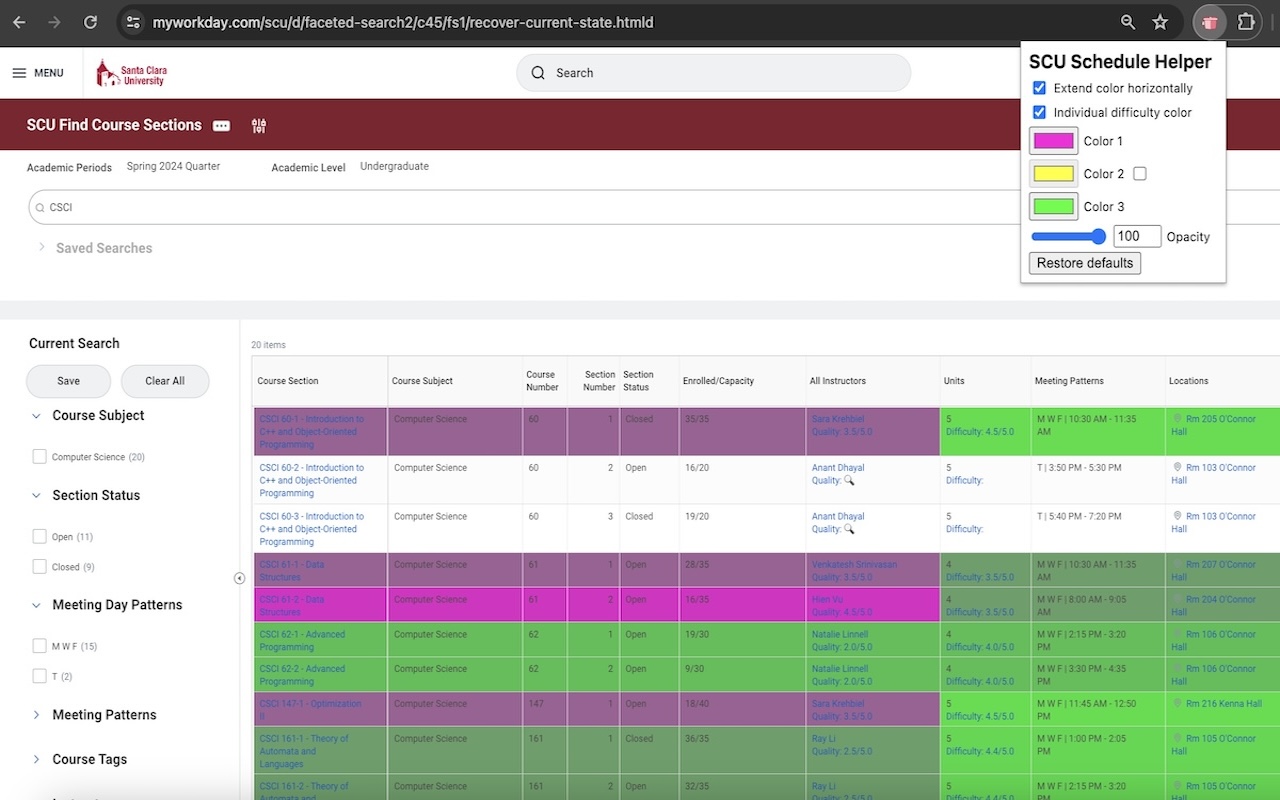 myworkday.com/scu/d/faceted-search2/c45/fs1/recover-current-state.htmld
MENU
Santa Clara
University
Search
SCU Schedule Helper
Extend color horizontally
Individual difficulty color
Color 1
Color 2
Color 3
100 Opacity
Restore defaults
SCU Find Course Sections
Academic Periods Spring 2024 Quarter Academic Level Undergraduate
CSCI
Saved Searches
Current Search
Save Clear All
Course Subject
Computer Science (20)
Section Status
Open (11)
Closed (9)
Meeting Day Patterns
M W F (15)
T (2)
Meeting Patterns
Course Tags
20 items
Course Section Course Subject Course Number Section Number Section Status Enrolled/Capacity All Instructors Units Meeting Patterns Locations
CSCI 60-1 - Introduction to Computer Science 60 1 Closed 35/35 Sara Krehbiel 5 M W F | 10:30 AM - 11:35 Rm 205 O'Connor
C++ and Object-Oriented Quality: 3.5/5.0 Difficulty: 4.5/5.0 AM Hall
Programming
CSCI 60-2 - Introduction to Computer Science 60 2 Open 16/20 Anant Dhayal 5 T | 3:50 PM - 5:30 PM Rm 103 O'Connor
C++ and Object-Oriented Quality: Difficulty: Hall
Programming
CSCI 60-3 - Introduction to Computer Science 60 3 Closed 19/20 Anant Dhayal 5 T | 5:40 PM - 7:20 PM Rm 103 O'Connor
C++ and Object-Oriented Quality: Difficulty: Hall
Programming
CSCI 61-1 - Data Computer Science 61 1 Open 28/35 Venkatesh Srinivasan 4 M W F | 10:30 AM - 11:35 Rm 207 O'Connor
Structures Quality: 3.5/5.0 Difficulty: 3.5/5.0 AM Hall
CSCI 61-2 - Data Computer Science 61 2 Open 16/35 Hien Vu 4 M W F | 8:00 AM - 9:05 Rm 204 O'Connor
Structures Quality: 4.5/5.0 Difficulty: 3.5/5.0 AM Hall
CSCI 62-1 - Advanced Computer Science 62 1 Open 19/30 Natalie Linnell 4 M W F | 2:15 PM - 3:20 Rm 106 O'Connor
Programming Quality: 2.0/5.0 Difficulty: 4.0/5.0 PM Hall
CSCI 62-2 - Advanced Computer Science 62 2 Open 9/30 Natalie Linnell 4 M W F | 3:30 PM - 4:35 Rm 106 O'Connor
Programming Quality: 2.0/5.0 Difficulty: 4.0/5.0 PM Hall
CSCI 147-1 - Optimization Computer Science 147 1 Open 18/40 Sara Krehbiel 5 M W F | 11:45 AM - 12:50 Rm 216 Kenna Hall
II Quality: 3.5/5.0 Difficulty: 4.5/5.0 PM
CSCI 161-1 - Theory of Computer Science 161 1 Closed 36/35 Ray Li 5 M W F | 1:00 PM - 2:05 Rm 105 O'Connor
Automata and Quality: 2.5/5.0 Difficulty: 4.4/5.0 PM Hall
Languages
CSCI 161-2 - Theory of Computer Science 161 2 Open 32/35 Ray Li 5 M W F | 2:15 PM - 3:20 Rm 105 O'Connor